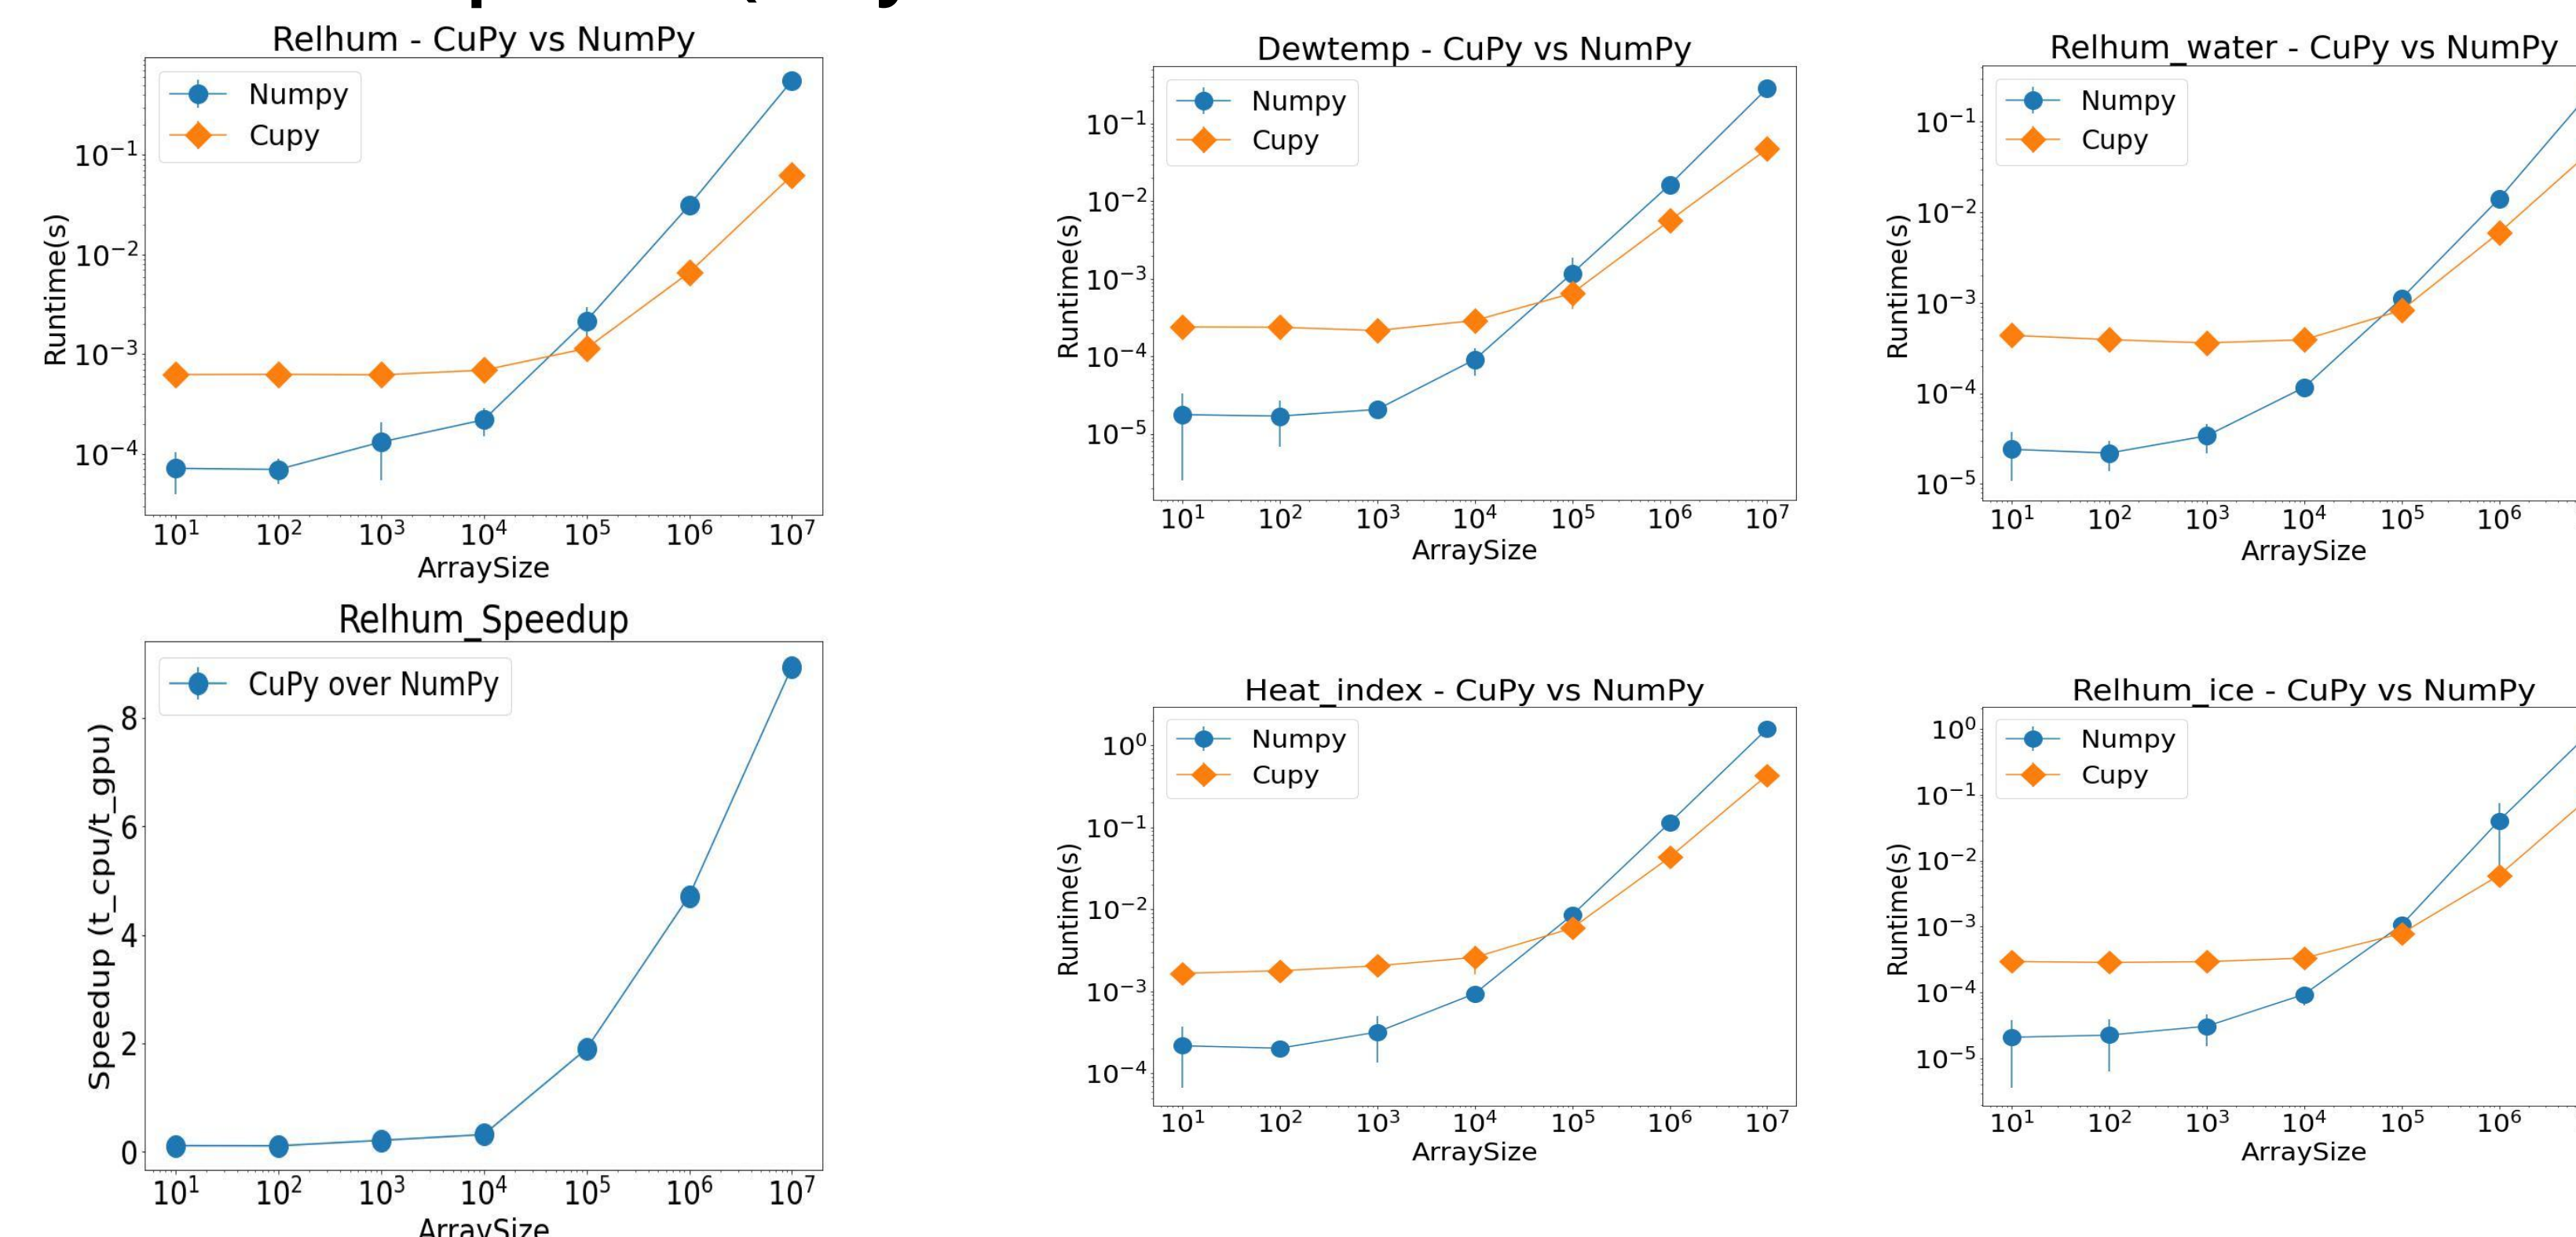 Relhum - CuPy vs NumPy
Numpy
Cupy
10⁻¹
10⁻²
10⁻³
10⁻⁴
Runtime(s)
10¹ 10² 10³ 10⁴ 10⁵ 10⁶ 10⁷
ArraySize
Dewtemp - CuPy vs NumPy
Numpy
Cupy
10⁻¹
10⁻²
10⁻³
10⁻⁴
10⁻⁵
Runtime(s)
10¹ 10² 10³ 10⁴ 10⁵ 10⁶ 10⁷
ArraySize
Relhum_water - CuPy vs NumPy
Numpy
Cupy
10⁻¹
10⁻²
10⁻³
10⁻⁴
10⁻⁵
Runtime(s)
10¹ 10² 10³ 10⁴ 10⁵ 10⁶
ArraySize
Relhum_Speedup
CuPy over NumPy
8
6
4
2
0
Speedup (t_cpu/t_gpu)
10¹ 10² 10³ 10⁴ 10⁵ 10⁶ 10⁷
ArraySize
Heat_index - CuPy vs NumPy
Numpy
Cupy
10⁰
10⁻¹
10⁻²
10⁻³
10⁻⁴
Runtime(s)
10¹ 10² 10³ 10⁴ 10⁵ 10⁶ 10⁷
ArraySize
Relhum_ice - CuPy vs NumPy
Numpy
Cupy
10⁰
10⁻¹
10⁻²
10⁻³
10⁻⁴
10⁻⁵
Runtime(s)
10¹ 10² 10³ 10⁴ 10⁵ 10⁶
ArraySize